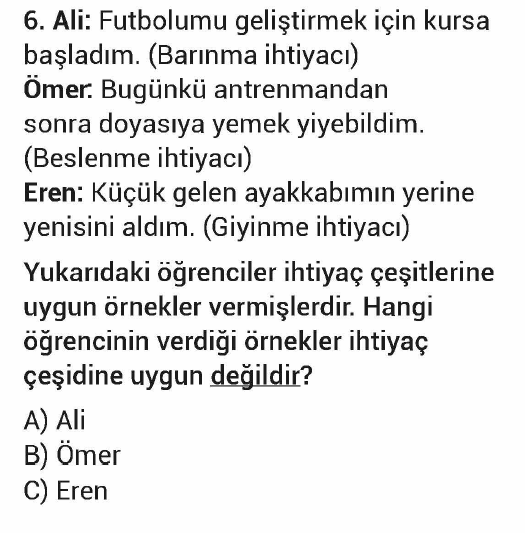 6. Ali: Futbolumu geliştirmek için kursa
başladım. (Barınma ihtiyacı)
Ömer: Bugünkü antrenmandan
sonra doyasıya yemek yiyebildim.
(Beslenme ihtiyacı)
Eren: Küçük gelen ayakkabımın yerine
yenisini aldım. (Giyinme ihtiyacı)
Yukarıdaki öğrenciler ihtiyaç çeşitlerine
uygun örnekler vermişlerdir. Hangi
öğrencinin verdiği örnekler ihtiyaç
çeşidine uygun değildir?
A) Ali
B) Ömer
C) Eren